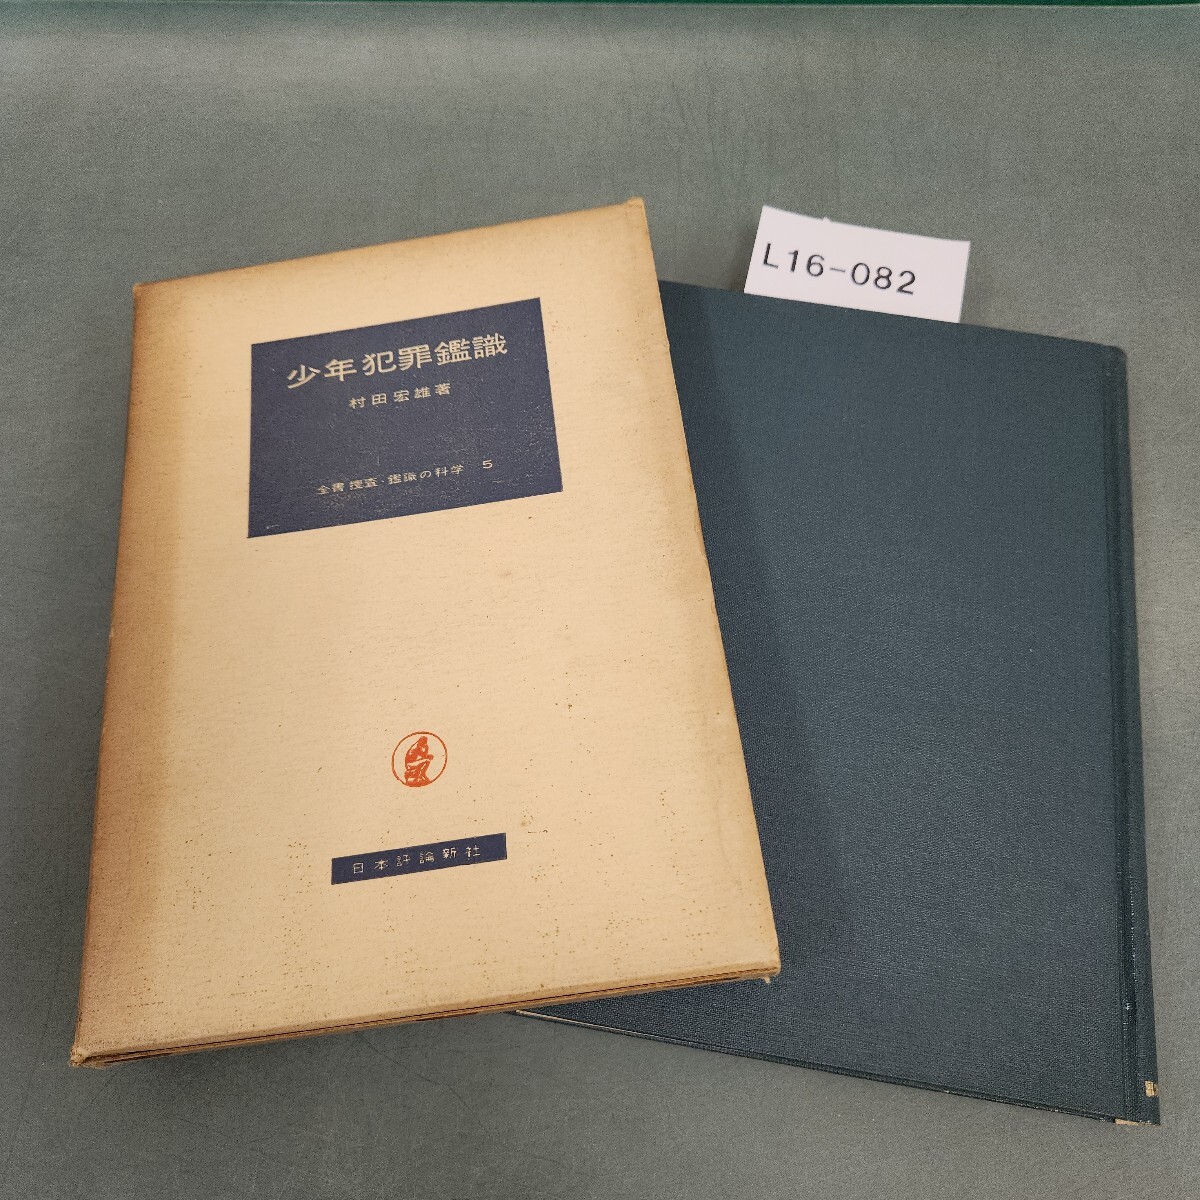 L16-082
少年犯罪鑑識
村田宏雄著
全書 捜査・鑑識の科学 5
日本評論新社